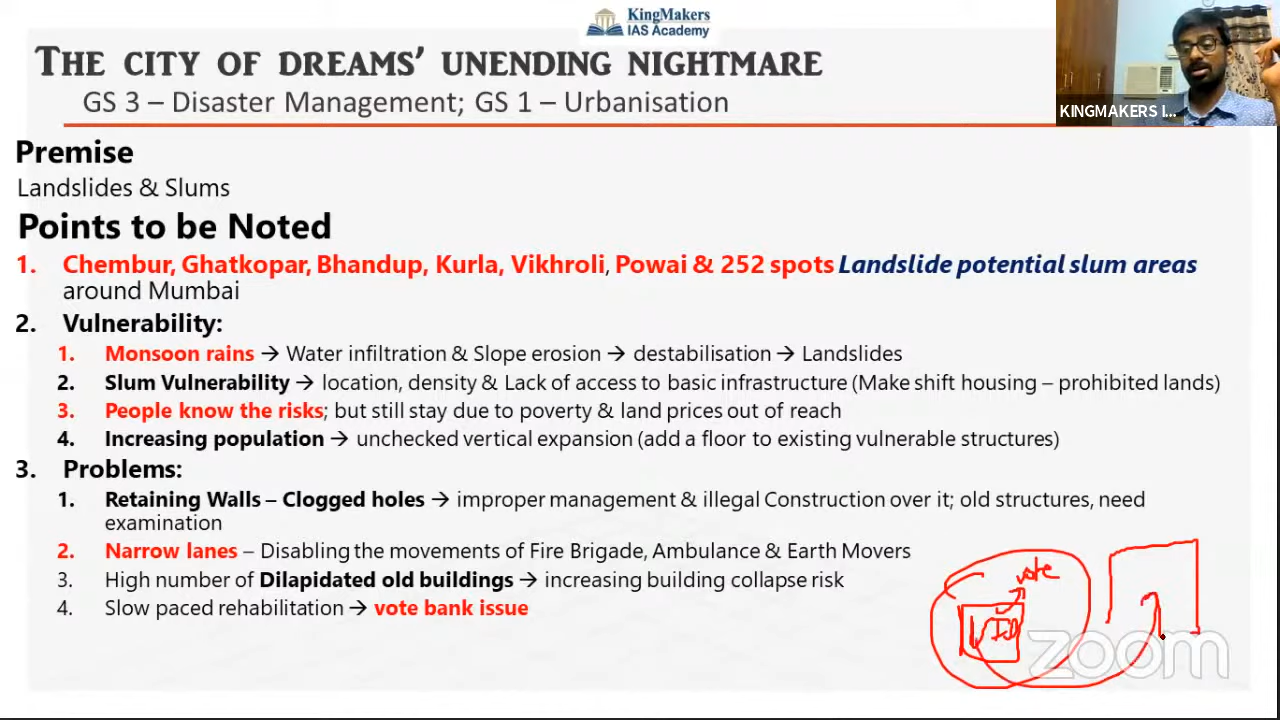 KingMakers
IAS Academy
THE CITY OF DREAMS' UNENDING NIGHTMARE
GS 3 – Disaster Management; GS 1 – Urbanisation
KINGMAKERS I...
Premise
Landslides & Slums
Points to be Noted
1. Chembur, Ghatkopar, Bhandup, Kurla, Vikhroli, Powai & 252 spots Landslide potential slum areas
around Mumbai
2. Vulnerability:
1. Monsoon rains → Water infiltration & Slope erosion → destabilisation → Landslides
2. Slum Vulnerability → location, density & Lack of access to basic infrastructure (Make shift housing – prohibited lands)
3. People know the risks; but still stay due to poverty & land prices out of reach
4. Increasing population → unchecked vertical expansion (add a floor to existing vulnerable structures)
3. Problems:
1. Retaining Walls – Clogged holes → improper management & illegal Construction over it; old structures, need
examination
2. Narrow lanes – Disabling the movements of Fire Brigade, Ambulance & Earth Movers
3. High number of Dilapidated old buildings → increasing building collapse risk
4. Slow paced rehabilitation → vote bank issue
vote
zoom